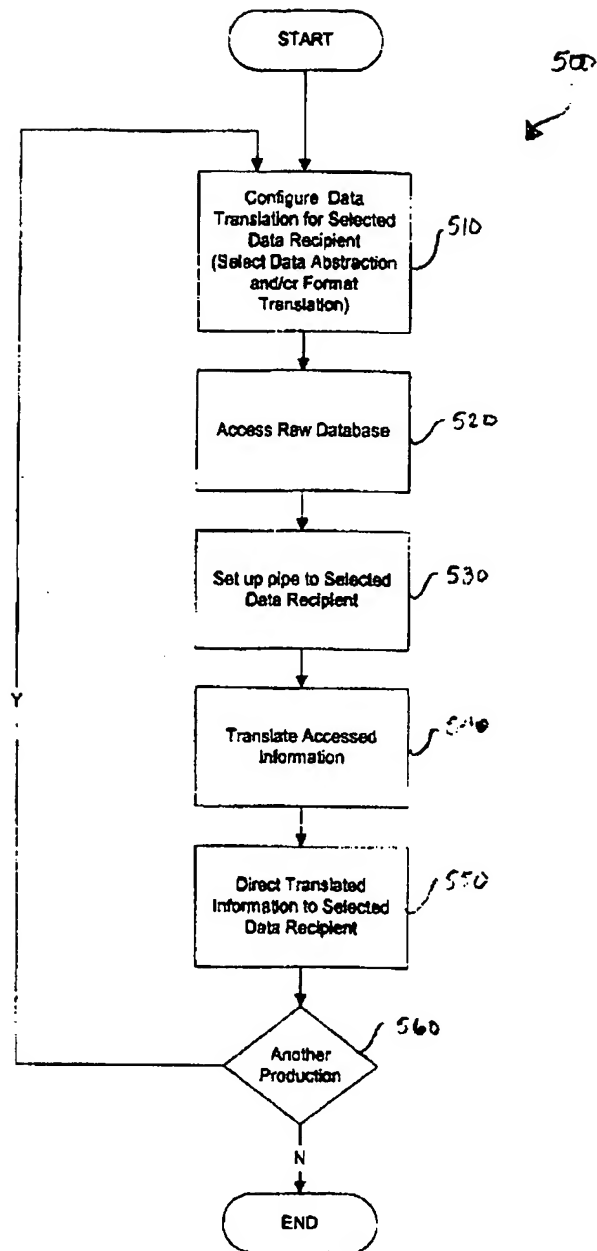 START
500
Configure Data
Translation for Selected
Data Recipient
(Select Data Abstraction
and/or Format
Translation)
510
Access Raw Database
520
Set up pipe to Selected
Data Recipient
530
Y
Translate Accessed
Information
540
Direct Translated
Information to Selected
Data Recipient
550
Another
Production
560
N
END